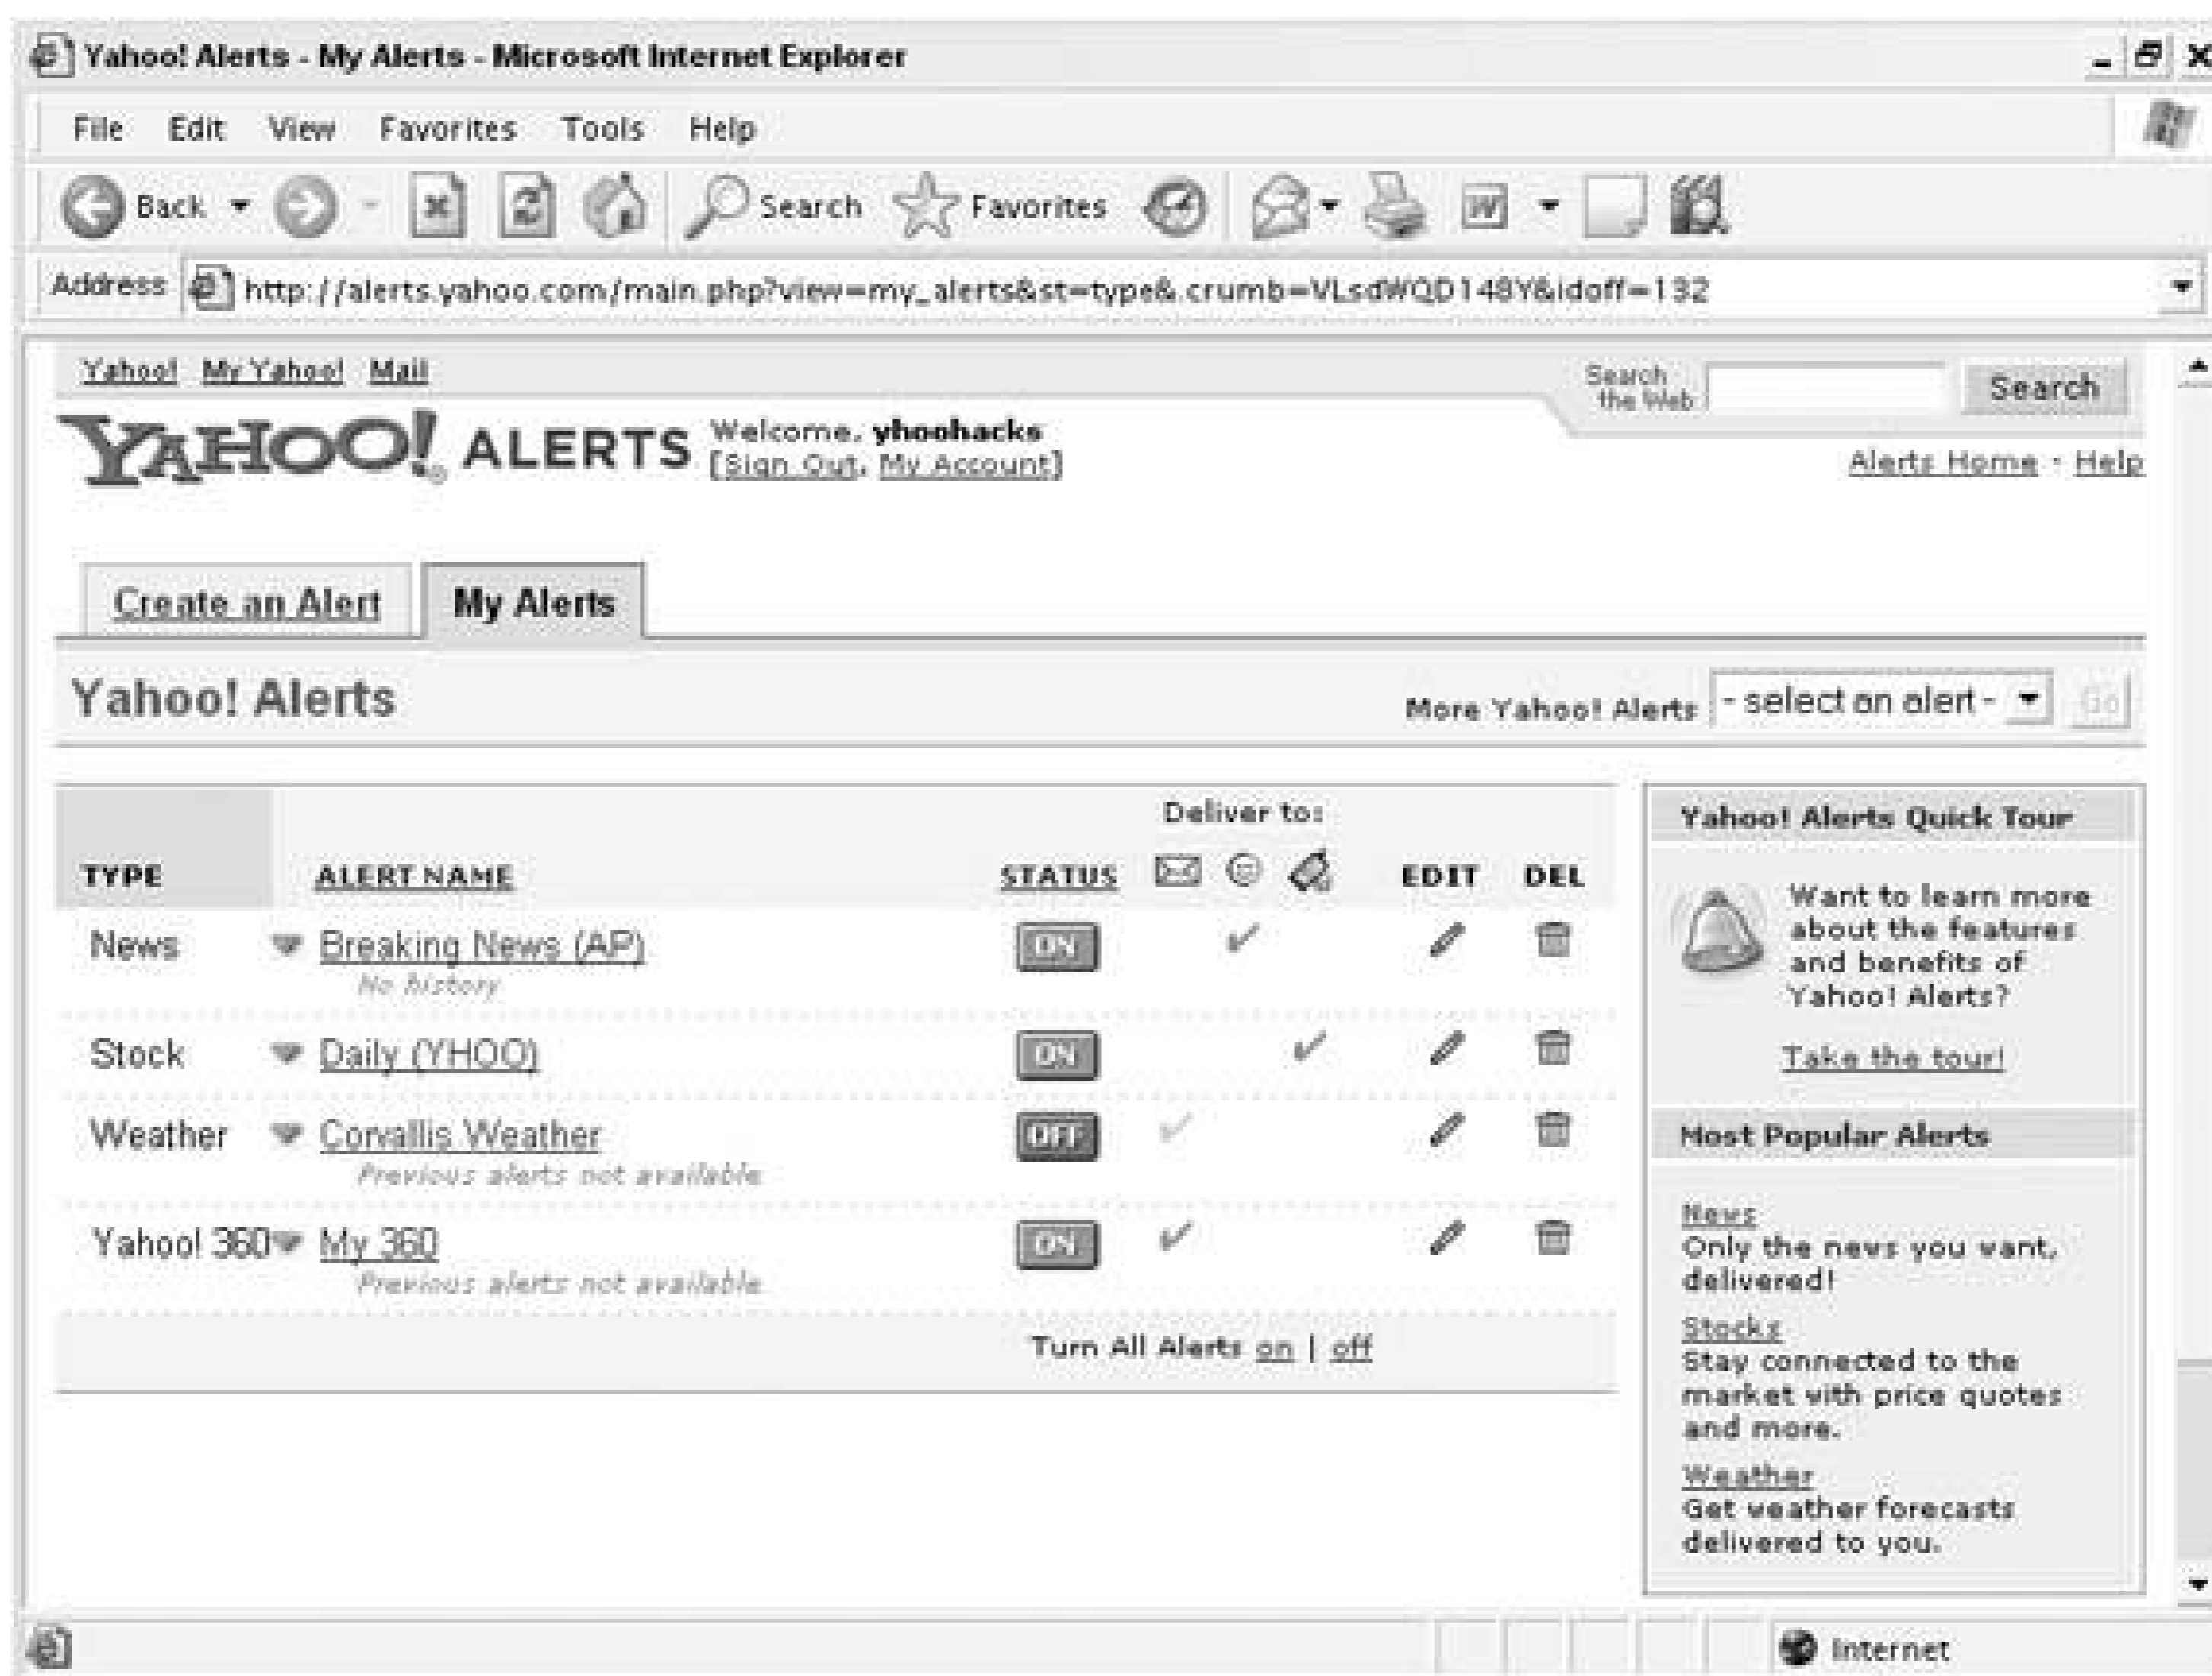 Yahoo! Alerts - My Alerts - Microsoft Internet Explorer
File Edit View Favorites Tools Help
Back Search Favorites
Address http://alerts.yahoo.com/main.php?view=my_alerts&st=type&.crumb=VLsdWQD148Y&idoff=132
Yahoo! My Yahoo! Mail
Search the Web Search
YAHOO! ALERTS
Welcome, yhoohacks
[Sign Out, My Account]
Alerts Home - Help
Create an Alert My Alerts
Yahoo! Alerts
More Yahoo! Alerts - select an alert - Go
Deliver to:
TYPE ALERT NAME STATUS EDIT DEL
News Breaking News (AP) ON
No history
Stock Daily (YHOO) ON
Weather Corvallis Weather OFF
Previous alerts not available
Yahoo! 360 My 360 ON
Previous alerts not available
Turn All Alerts on | off
Yahoo! Alerts Quick Tour
Want to learn more
about the features
and benefits of
Yahoo! Alerts?
Take the tour!
Most Popular Alerts
News
Only the news you want,
delivered!
Stocks
Stay connected to the
market with price quotes
and more.
Weather
Get weather forecasts
delivered to you.
Internet